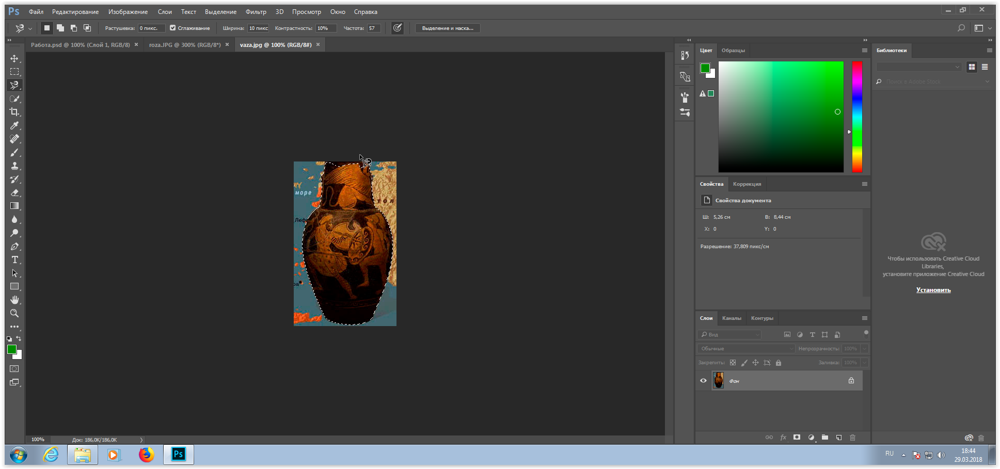 Ps Файл Редактирование Изображение Слои Текст Выделение Фильтр 3D Просмотр Окно Справка
Растушевка: 0 пикс. Сглаживание Ширина: 10 пикс Контрастность: 10% Частота: 57 Выделение и маска...
Работа.psd @ 100% (Слой 1, RGB/8) × roza.JPG @ 300% (RGB/8*) × vaza.jpg @ 100% (RGB/8#) ×
Цвет Образцы
Библиотеки
Поиск в Adobe Stock
море
тол
Леф
ра
Свойства Коррекция
Свойства документа
Ш: 5,26 см В: 8,44 см
X: 0 Y: 0
Разрешение: 37,809 пикс/см
Чтобы использовать Creative Cloud
Libraries,
установите приложение Creative Cloud
Установить
Слои Каналы Контуры
Вид
Обычные Непрозрачность: 100%
Закрепить: Заливка: 100%
Фон
fx
100% Док: 186,0K/186,0K
Ps
RU
18:44
29.03.2018